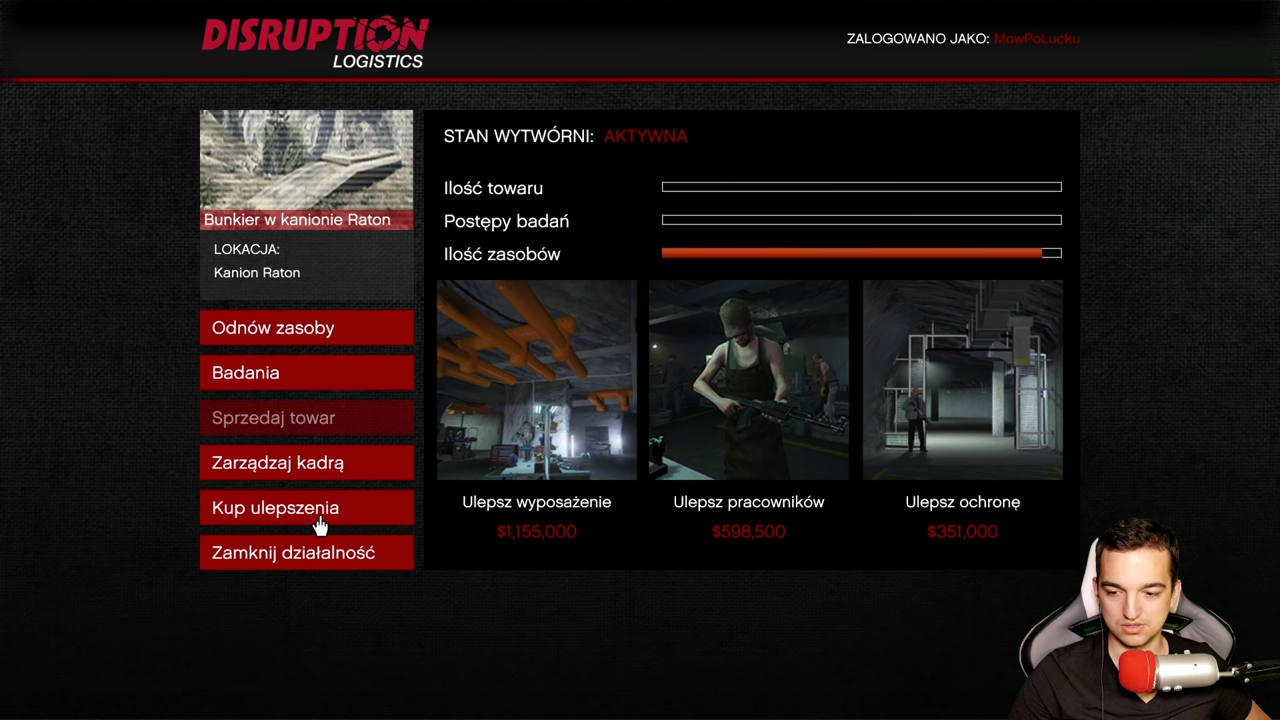 DISRUPTION
LOGISTICS
ZALOGOWANO JAKO: MowPoLucku
Bunkier w kanionie Raton
LOKACJA:
Kanion Raton
Odnów zasoby
Badania
Sprzedaj towar
Zarządzaj kadrą
Kup ulepszenia
Zamknij działalność
STAN WYTWÓRNI: AKTYWNA
Ilość towaru
Postępy badań
Ilość zasobów
Ulepsz wyposażenie
$1,155,000
Ulepsz pracowników
$598,500
Ulepsz ochronę
$351,000